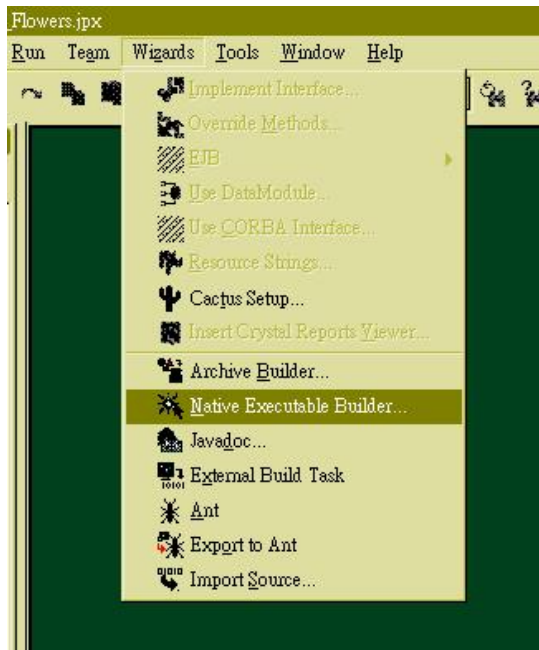 _Flowers.jpx
Run Team Wizards Tools Window Help
Implement Interface...
Override Methods...
EJB
Use DataModule...
Use CORBA Interface...
Resource Strings...
Cactus Setup...
Insert Crystal Reports Viewer...
Archive Builder...
Native Executable Builder...
Javadoc...
External Build Task
Ant
Export to Ant
Import Source...